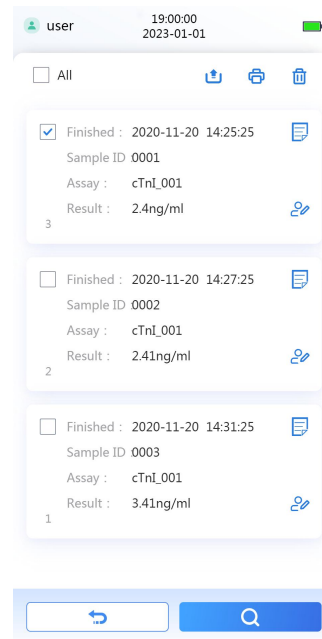 user
19:00:00
2023-01-01
All
Finished : 2020-11-20 14:25:25
Sample ID :0001
Assay : cTnI_001
Result : 2.4ng/ml
3
Finished : 2020-11-20 14:27:25
Sample ID :0002
Assay : cTnI_001
Result : 2.41ng/ml
2
Finished : 2020-11-20 14:31:25
Sample ID :0003
Assay : cTnI_001
Result : 3.41ng/ml
1